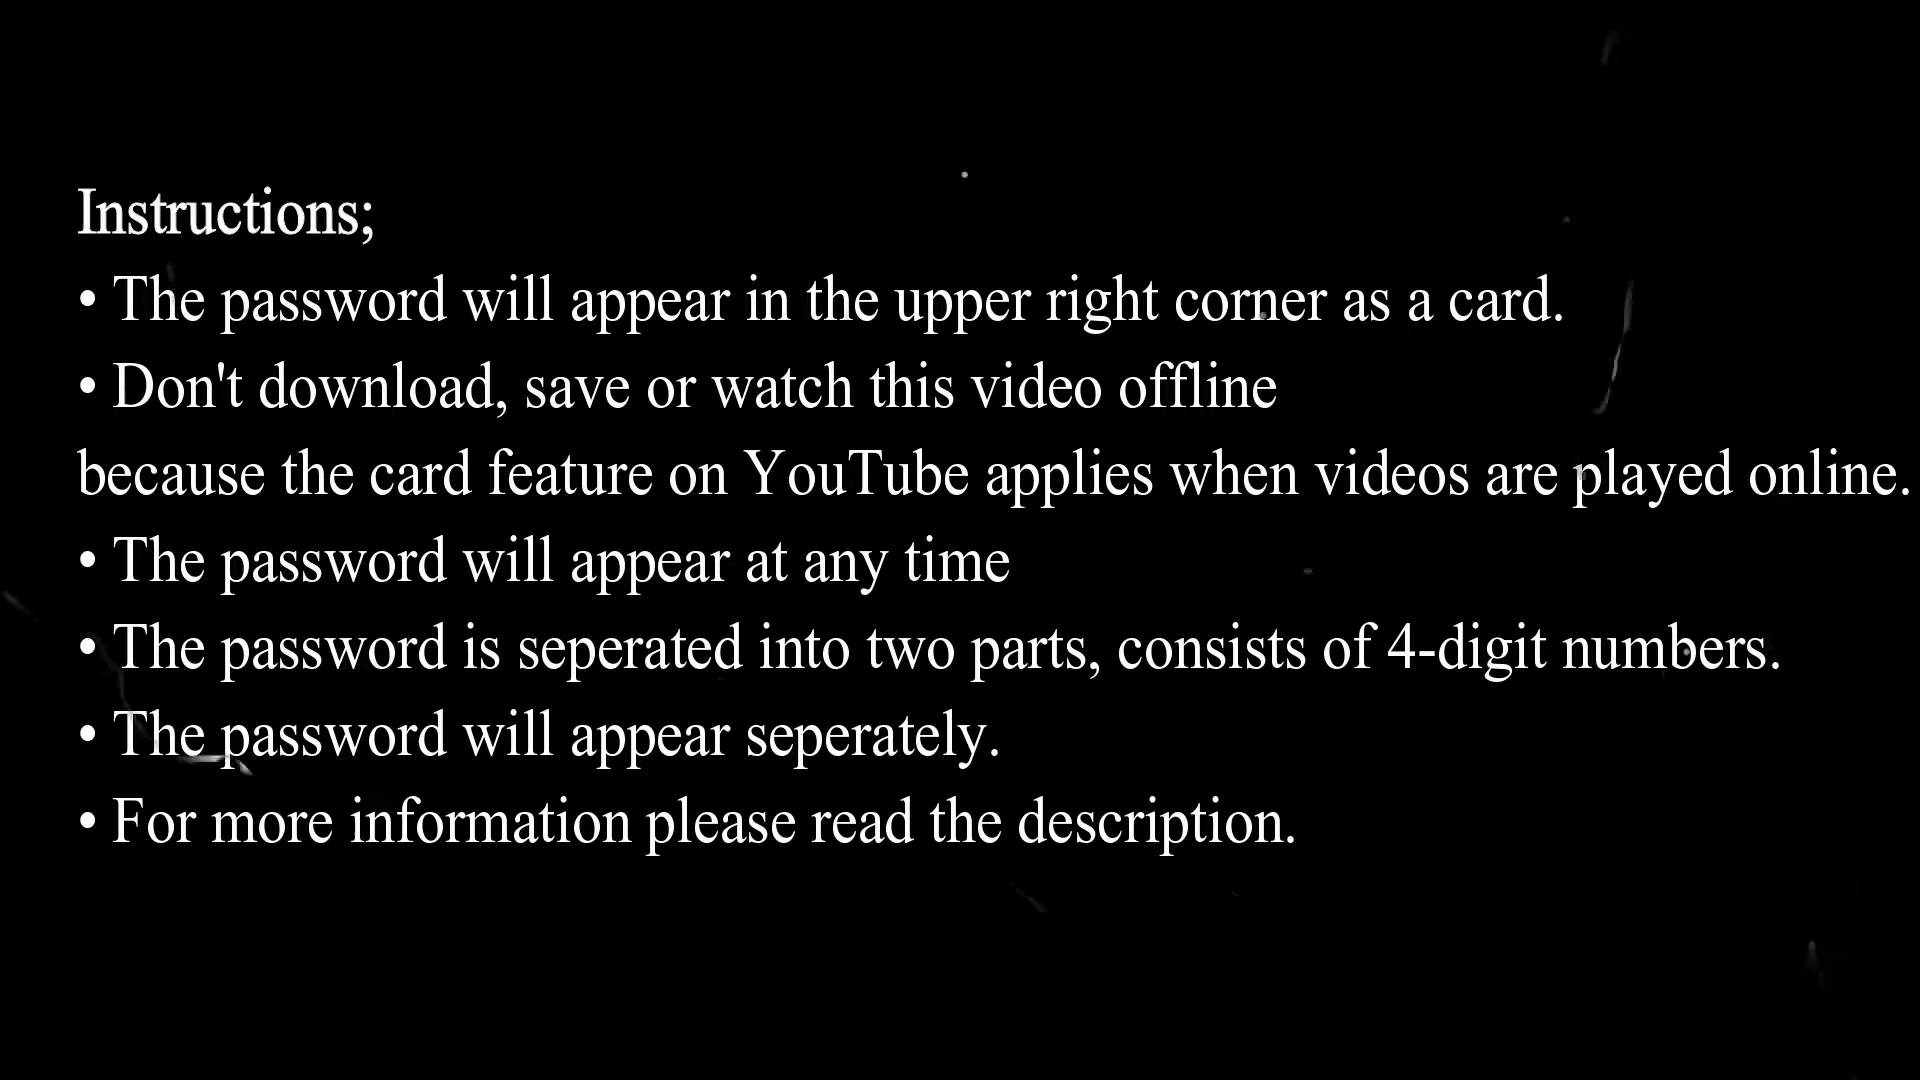 Instructions;
• The password will appear in the upper right corner as a card.
• Don't download, save or watch this video offline
because the card feature on YouTube applies when videos are played online.
• The password will appear at any time
• The password is seperated into two parts, consists of 4-digit numbers.
• The password will appear seperately.
• For more information please read the description.